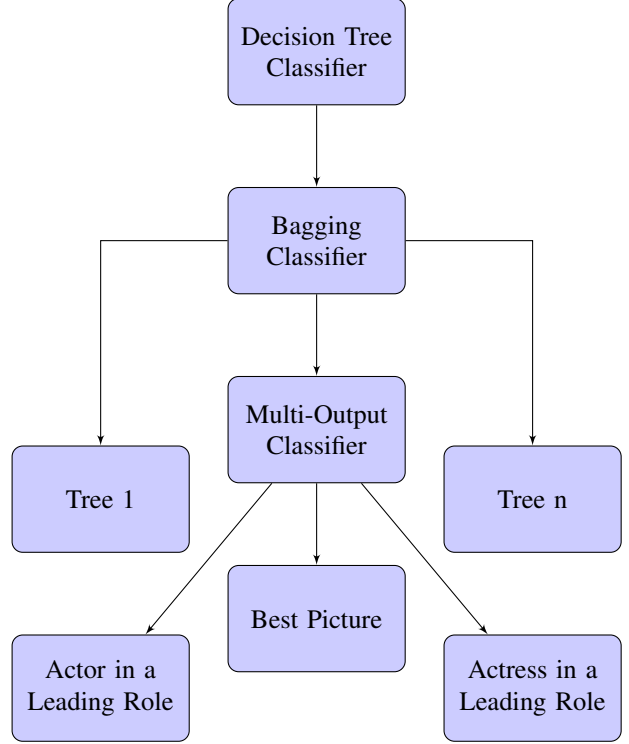 Decision Tree
Classifier
Bagging
Classifier
Multi-Output
Classifier
Tree 1
Tree n
Best Picture
Actor in a
Leading Role
Actress in a
Leading Role